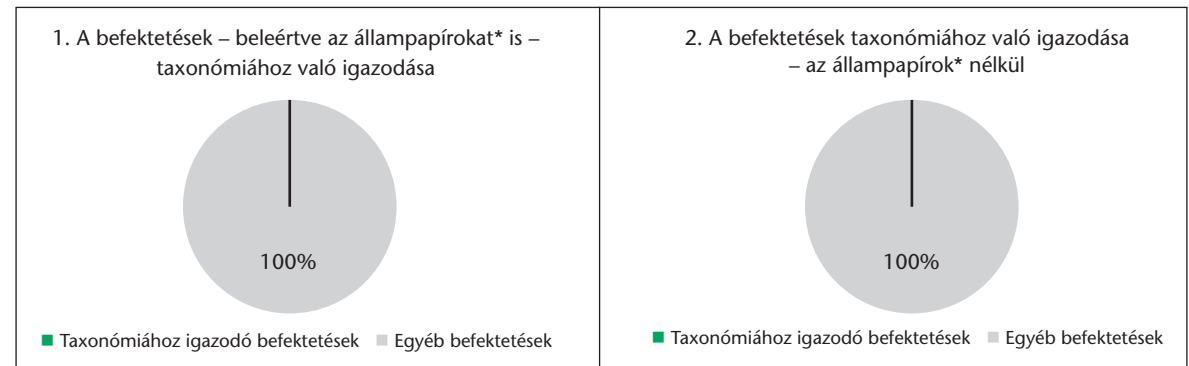 1. A befektetések – beleértve az állampapírokat* is –
taxonómiához való igazodása
100%
Taxonómiához igazodó befektetések
Egyéb befektetések
2. A befektetések taxonómiához való igazodása
– az állampapírok* nélkül
100%
Taxonómiához igazodó befektetések
Egyéb befektetések